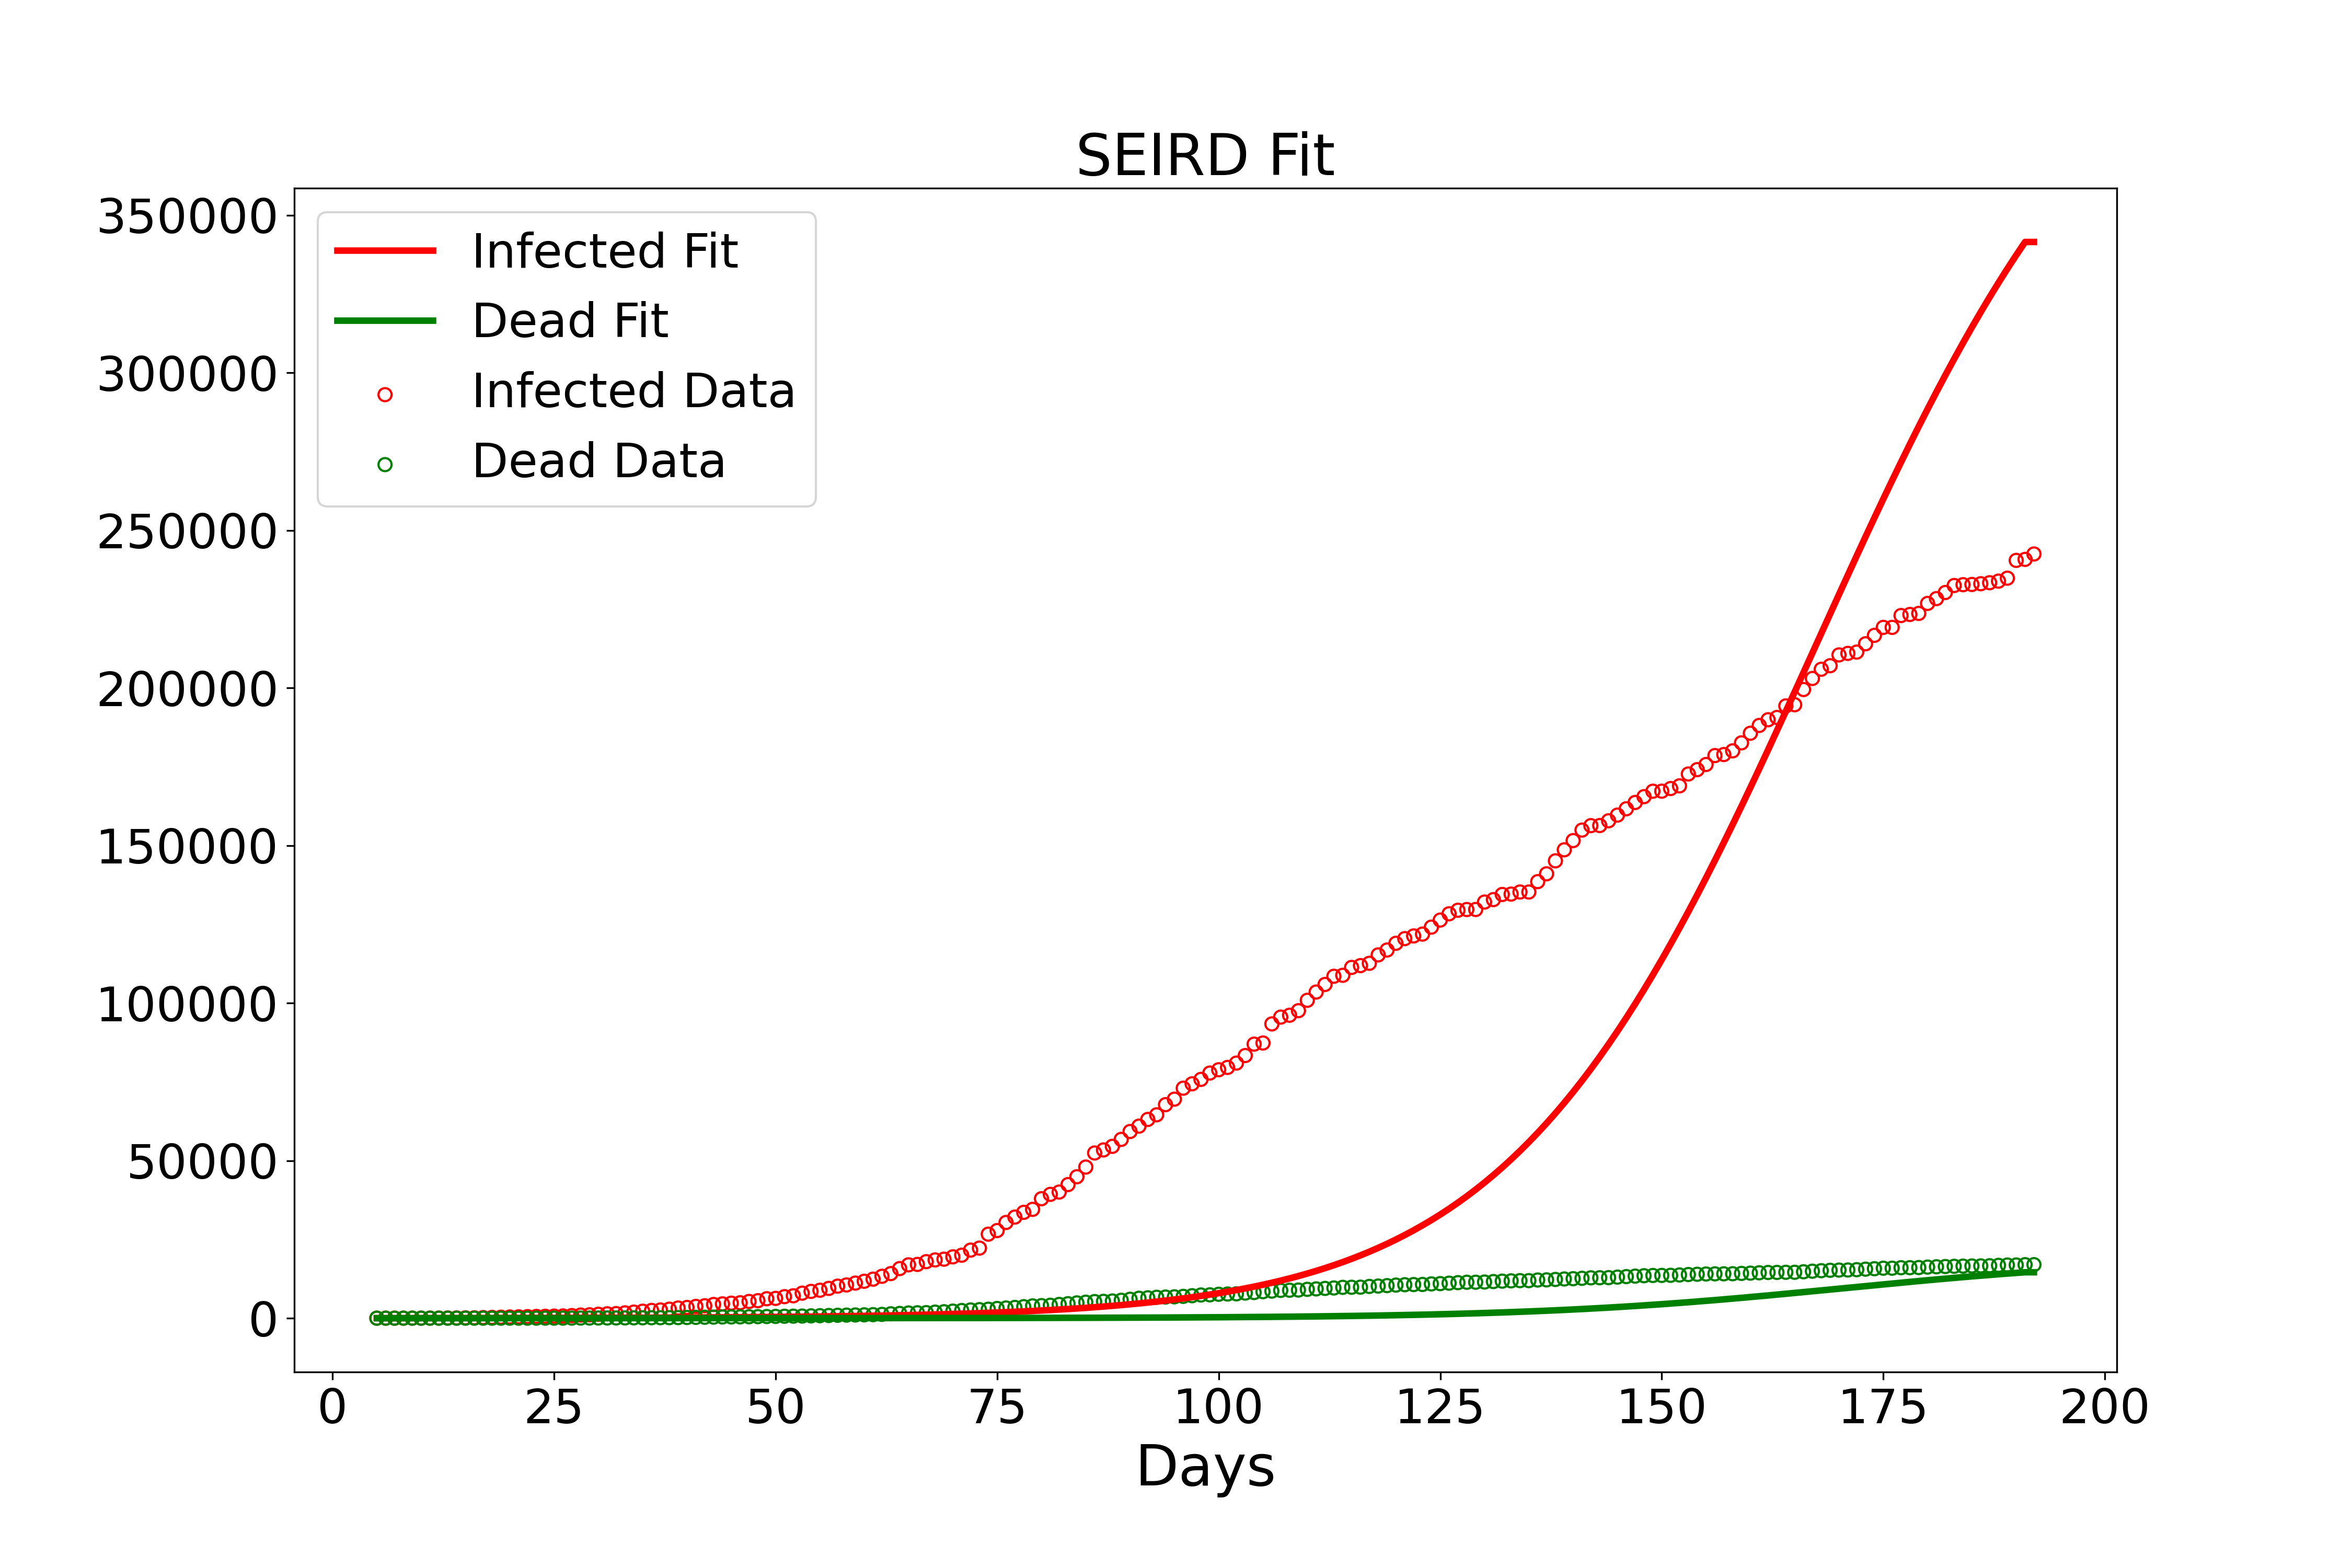 SEIRD Fit
350000
300000
250000
200000
150000
100000
50000
0
Infected Fit
Dead Fit
Infected Data
Dead Data
0 25 50 75 100 125 150 175 200
Days